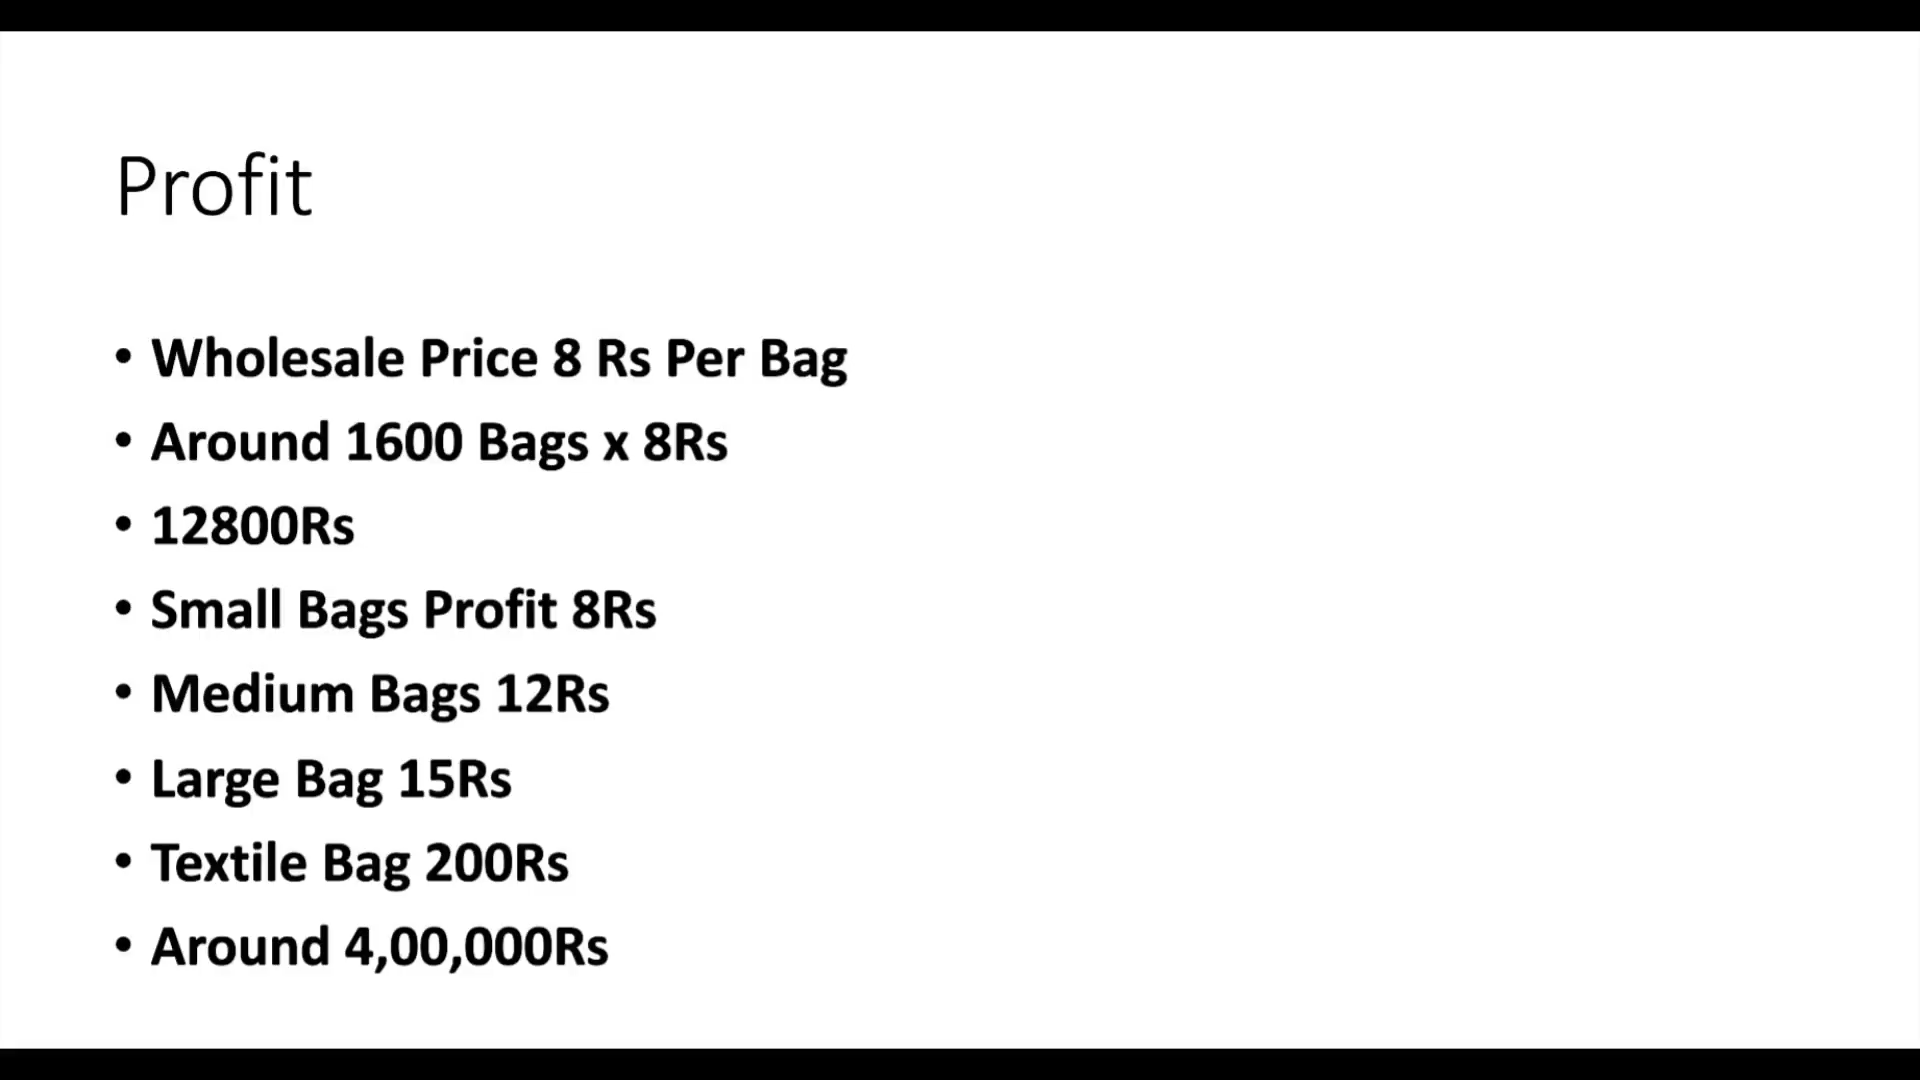 Profit
• Wholesale Price 8 Rs Per Bag
• Around 1600 Bags x 8Rs
• 12800Rs
• Small Bags Profit 8Rs
• Medium Bags 12Rs
• Large Bag 15Rs
• Textile Bag 200Rs
• Around 4,00,000Rs